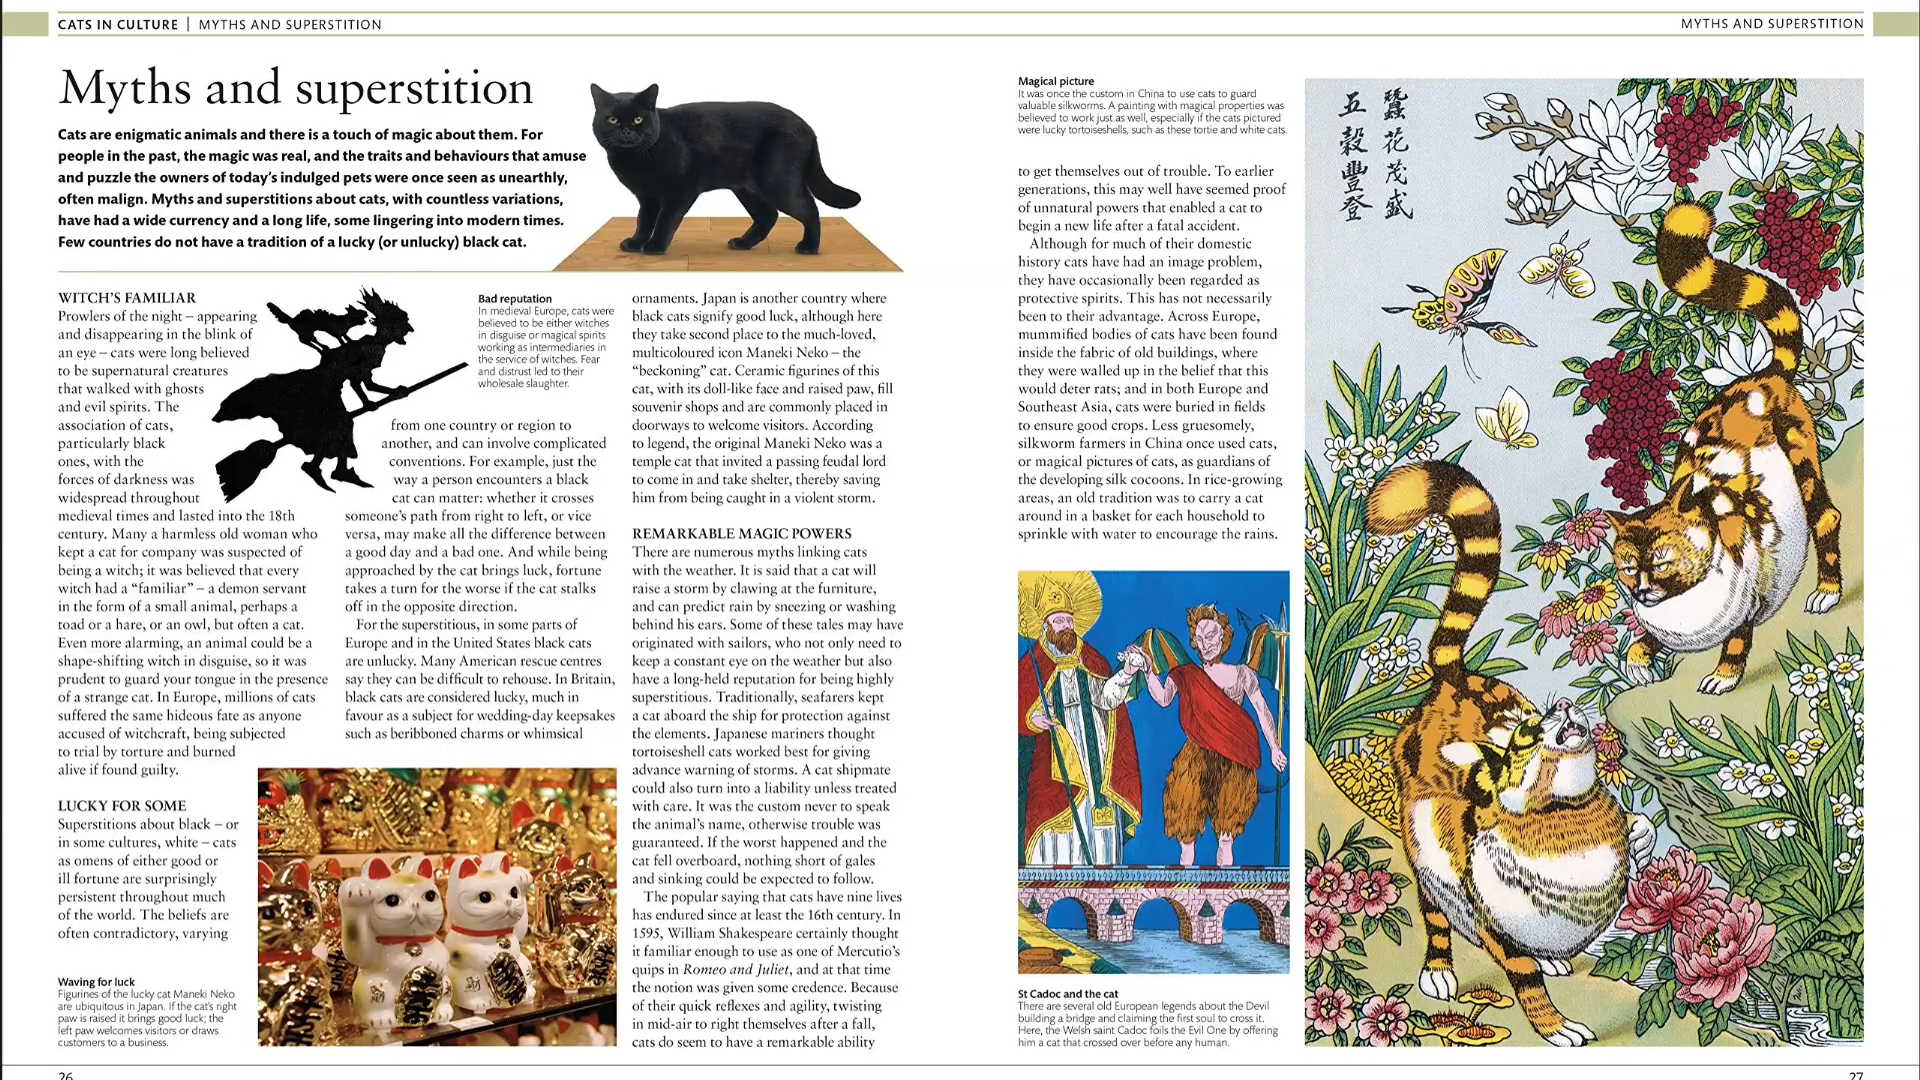 CATS IN CULTURE | MYTHS AND SUPERSTITION
MYTHS AND SUPERSTITION
Myths and superstition
Cats are enigmatic animals and there is a touch of magic about them. For
people in the past, the magic was real, and the traits and behaviours that amuse
and puzzle the owners of today's indulged pets were once seen as unearthly,
often malign. Myths and superstitions about cats, with countless variations,
have had a wide currency and a long life, some lingering into modern times.
Few countries do not have a tradition of a lucky (or unlucky) black cat.
WITCH'S FAMILIAR
Prowlers of the night – appearing
and disappearing in the blink of
an eye – cats were long believed
to be supernatural creatures
that walked with ghosts
and evil spirits. The
association of cats,
particularly black
ones, with the
forces of darkness was
widespread throughout
medieval times and lasted into the 18th
century. Many a harmless old woman who
kept a cat for company was suspected of
being a witch; it was believed that every
witch had a “familiar” – a demon servant
in the form of a small animal, perhaps a
toad or a hare, or an owl, but often a cat.
Even more alarming, an animal could be a
shape-shifting witch in disguise, so it was
prudent to guard your tongue in the presence
of a strange cat. In Europe, millions of cats
suffered the same hideous fate as anyone
accused of witchcraft, being subjected
to trial by torture and burned
alive if found guilty.
LUCKY FOR SOME
Superstitions about black – or
in some cultures, white – cats
as omens of either good or
ill fortune are surprisingly
persistent throughout much
of the world. The beliefs are
often contradictory, varying
Waving for luck
Figurines of the lucky cat Maneki Neko
are ubiquitous in Japan. If the cat's right
paw is raised it brings good luck; the
left paw welcomes visitors or draws
customers to a business.
Bad reputation
In medieval Europe, cats were
believed to be either witches
in disguise or magical spirits
working as intermediaries in
the service of witches. Fear
and distrust led to their
wholesale slaughter.
from one country or region to
another, and can involve complicated
conventions. For example, just the
way a person encounters a black
cat can matter: whether it crosses
someone's path from right to left, or vice
versa, may make all the difference between
a good day and a bad one. And while being
approached by the cat brings luck, fortune
takes a turn for the worse if the cat stalks
off in the opposite direction.
For the superstitious, in some parts of
Europe and in the United States black cats
are unlucky. Many American rescue centres
say they can be difficult to rehouse. In Britain,
black cats are considered lucky, much in
favour as a subject for wedding-day keepsakes
such as beribboned charms or whimsical
ornaments. Japan is another country where
black cats signify good luck, although here
they take second place to the much-loved,
multicoloured icon Maneki Neko – the
“beckoning” cat. Ceramic figurines of this
cat, with its doll-like face and raised paw, fill
souvenir shops and are commonly placed in
doorways to welcome visitors. According
to legend, the original Maneki Neko was a
temple cat that invited a passing feudal lord
to come in and take shelter, thereby saving
him from being caught in a violent storm.
REMARKABLE MAGIC POWERS
There are numerous myths linking cats
with the weather. It is said that a cat will
raise a storm by clawing at the furniture,
and can predict rain by sneezing or washing
behind his ears. Some of these tales may have
originated with sailors, who not only need to
keep a constant eye on the weather but also
have a long-held reputation for being highly
superstitious. Traditionally, seafarers kept
a cat aboard the ship for protection against
the elements. Japanese mariners thought
tortoiseshell cats worked best for giving
advance warning of storms. A cat shipmate
could also turn into a liability unless treated
with care. It was the custom never to speak
the animal's name, otherwise trouble was
guaranteed. If the worst happened and the
cat fell overboard, nothing short of gales
and sinking could be expected to follow.
The popular saying that cats have nine lives
has endured since at least the 16th century. In
1595, William Shakespeare certainly thought
it familiar enough to use as one of Mercutio's
quips in Romeo and Juliet, and at that time
the notion was given some credence. Because
of their quick reflexes and agility, twisting
in mid-air to right themselves after a fall,
cats do seem to have a remarkable ability
Magical picture
It was once the custom in China to use cats to guard
valuable silkworms. A painting with magical properties was
believed to work just as well, especially if the cats pictured
were lucky tortoiseshells, such as these tortie and white cats.
to get themselves out of trouble. To earlier
generations, this may well have seemed proof
of unnatural powers that enabled a cat to
begin a new life after a fatal accident.
Although for much of their domestic
history cats have had an image problem,
they have occasionally been regarded as
protective spirits. This has not necessarily
been to their advantage. Across Europe,
mummified bodies of cats have been found
inside the fabric of old buildings, where
they were walled up in the belief that this
would deter rats; and in both Europe and
Southeast Asia, cats were buried in fields
to ensure good crops. Less gruesomely,
silkworm farmers in China once used cats,
or magical pictures of cats, as guardians of
the developing silk cocoons. In rice-growing
areas, an old tradition was to carry a cat
around in a basket for each household to
sprinkle with water to encourage the rains.
St Cadoc and the cat
There are several old European legends about the Devil
building a bridge and claiming the first soul to cross it.
Here, the Welsh saint Cadoc foils the Evil One by offering
him a cat that crossed over before any human.
蠶花茂盛
五穀豐登
26
27